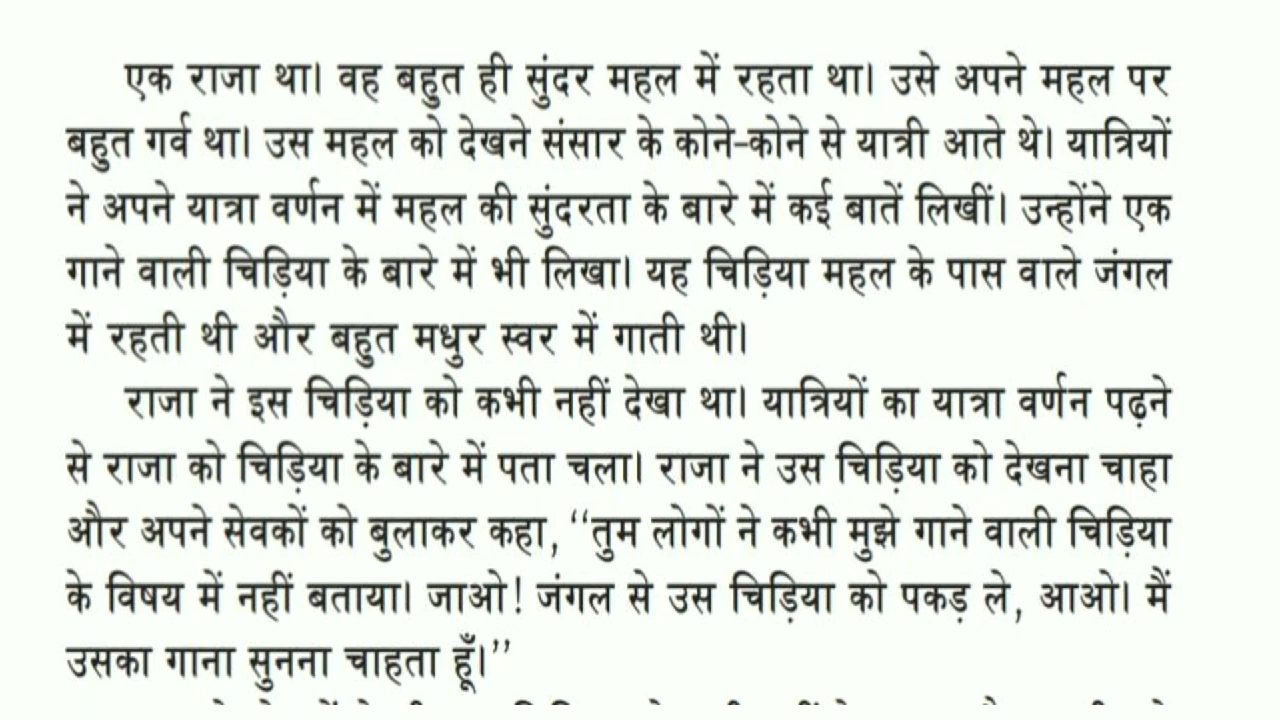 एक राजा था। वह बहुत ही सुंदर महल में रहता था। उसे अपने महल पर
बहुत गर्व था। उस महल को देखने संसार के कोने-कोने से यात्री आते थे। यात्रियों
ने अपने यात्रा वर्णन में महल की सुंदरता के बारे में कई बातें लिखीं। उन्होंने एक
गाने वाली चिड़िया के बारे में भी लिखा। यह चिड़िया महल के पास वाले जंगल
में रहती थी और बहुत मधुर स्वर में गाती थी।
राजा ने इस चिड़िया को कभी नहीं देखा था। यात्रियों का यात्रा वर्णन पढ़ने
से राजा को चिड़िया के बारे में पता चला। राजा ने उस चिड़िया को देखना चाहा
और अपने सेवकों को बुलाकर कहा, ‘‘तुम लोगों ने कभी मुझे गाने वाली चिड़िया
के विषय में नहीं बताया। जाओ! जंगल से उस चिड़िया को पकड़ ले, आओ। मैं
उसका गाना सुनना चाहता हूँ।’’